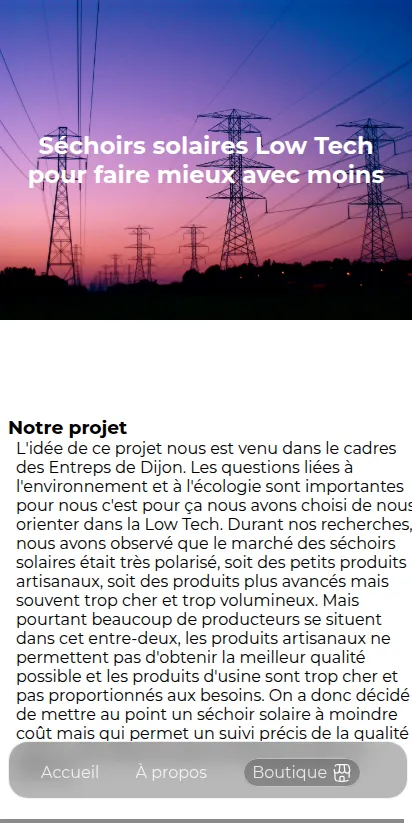 Séchoirs solaires Low Tech
pour faire mieux avec moins
Notre projet
L'idée de ce projet nous est venu dans le cadres
des Entreps de Dijon. Les questions liées à
l'environnement et à l'écologie sont importantes
pour nous c'est pour ça nous avons choisi de nous
orienter dans la Low Tech. Durant nos recherches,
nous avons observé que le marché des séchoirs
solaires était très polarisé, soit des petits produits
artisanaux, soit des produits plus avancés mais
souvent trop cher et trop volumineux. Mais
pourtant beaucoup de producteurs se situent
dans cet entre-deux, les produits artisanaux ne
permettent pas d'obtenir la meilleur qualité
possible et les produits d'usine sont trop cher et
pas proportionnés aux besoins. On a donc décidé
de mettre au point un séchoir solaire à moindre
coût mais qui permet un suivi précis de la qualité
Accueil À propos Boutique